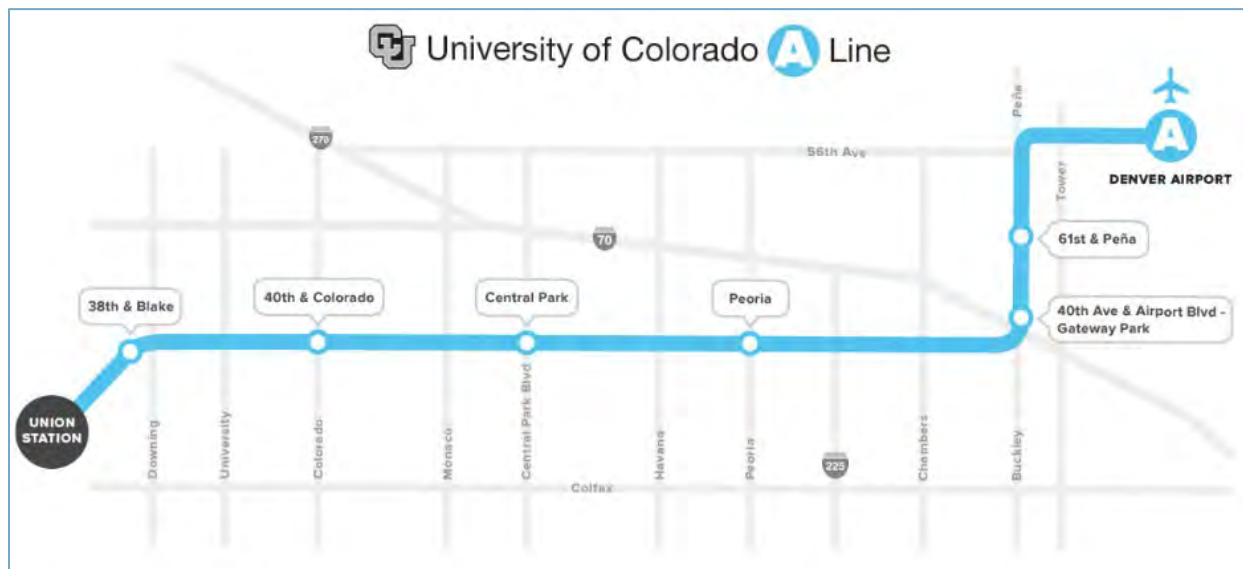 CU University of Colorado A Line
Peña
270
56th Ave
A
DENVER AIRPORT
Tower
70
61st & Peña
38th & Blake
40th & Colorado
Central Park
Peoria
40th Ave & Airport Blvd -
Gateway Park
UNION
STATION
Downing
University
Colorado
Monaco
Central Park Blvd
Havana
Peoria
225
Chambers
Buckley
Colfax